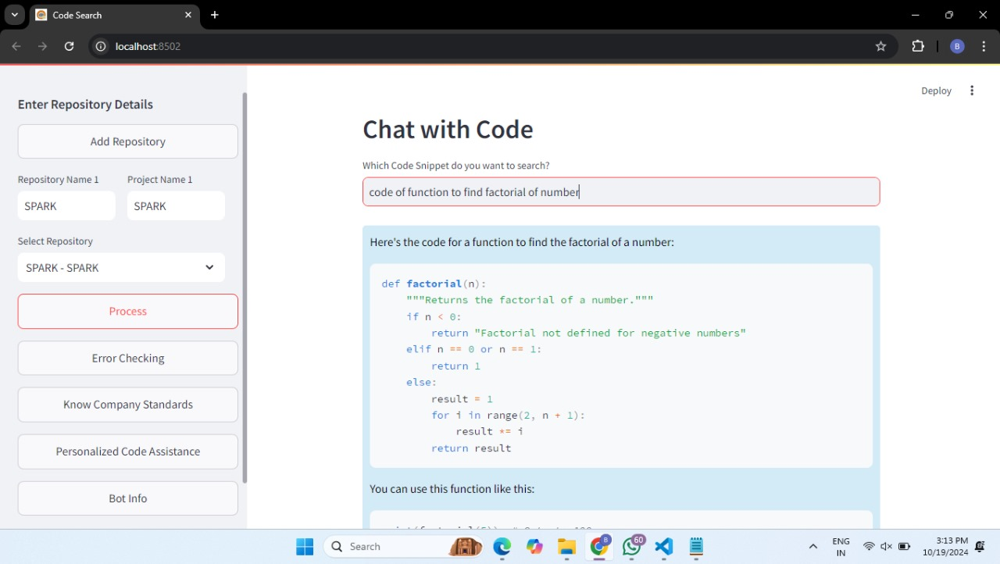 Code Search
localhost:8502
B
Deploy
Enter Repository Details
Add Repository
Repository Name 1
Project Name 1
SPARK
SPARK
Select Repository
SPARK - SPARK
Process
Error Checking
Know Company Standards
Personalized Code Assistance
Bot Info
Chat with Code
Which Code Snippet do you want to search?
code of function to find factorial of number
Here's the code for a function to find the factorial of a number:
def factorial(n):
    """Returns the factorial of a number."""
    if n < 0:
        return "Factorial not defined for negative numbers"
    elif n == 0 or n == 1:
        return 1
    else:
        result = 1
        for i in range(2, n + 1):
            result *= i
        return result
You can use this function like this:
Search
B
60
ENG
IN
3:13 PM
10/19/2024